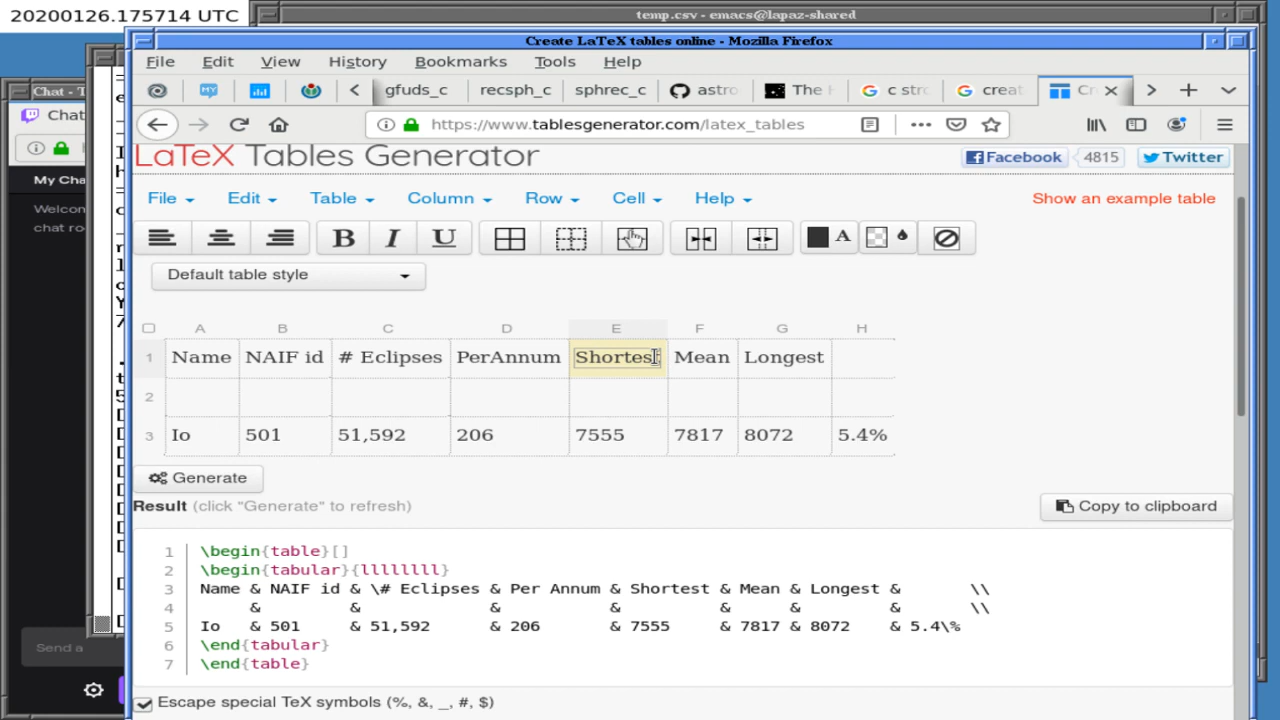 20200126.175714 UTC
temp.csv - emacs@lapaz-shared
Create LaTeX tables online - Mozilla Firefox
File Edit View History Bookmarks Tools Help
Chat - T
gfuds_c recsph_c sphrec_c astro The H c stri creat Cre
Chat
https://www.tablesgenerator.com/latex_tables
LaTeX Tables Generator
Facebook 4815 Twitter
My Cha
Welcon
chat ro
File Edit Table Column Row Cell Help Show an example table
B I U A
Default table style
A B C D E F G H
1 Name NAIF id # Eclipses PerAnnum Shortest Mean Longest
2
3 Io 501 51,592 206 7555 7817 8072 5.4%
Generate
Result (click "Generate" to refresh) Copy to clipboard
1 \begin{table}[]
2 \begin{tabular}{llllllll}
3 Name & NAIF id & \# Eclipses & Per Annum & Shortest & Mean & Longest & \\
4 & & & & & & & \\
5 Io & 501 & 51,592 & 206 & 7555 & 7817 & 8072 & 5.4\%
6 \end{tabular}
7 \end{table}
Send a
Escape special TeX symbols (%, &, _, #, $)